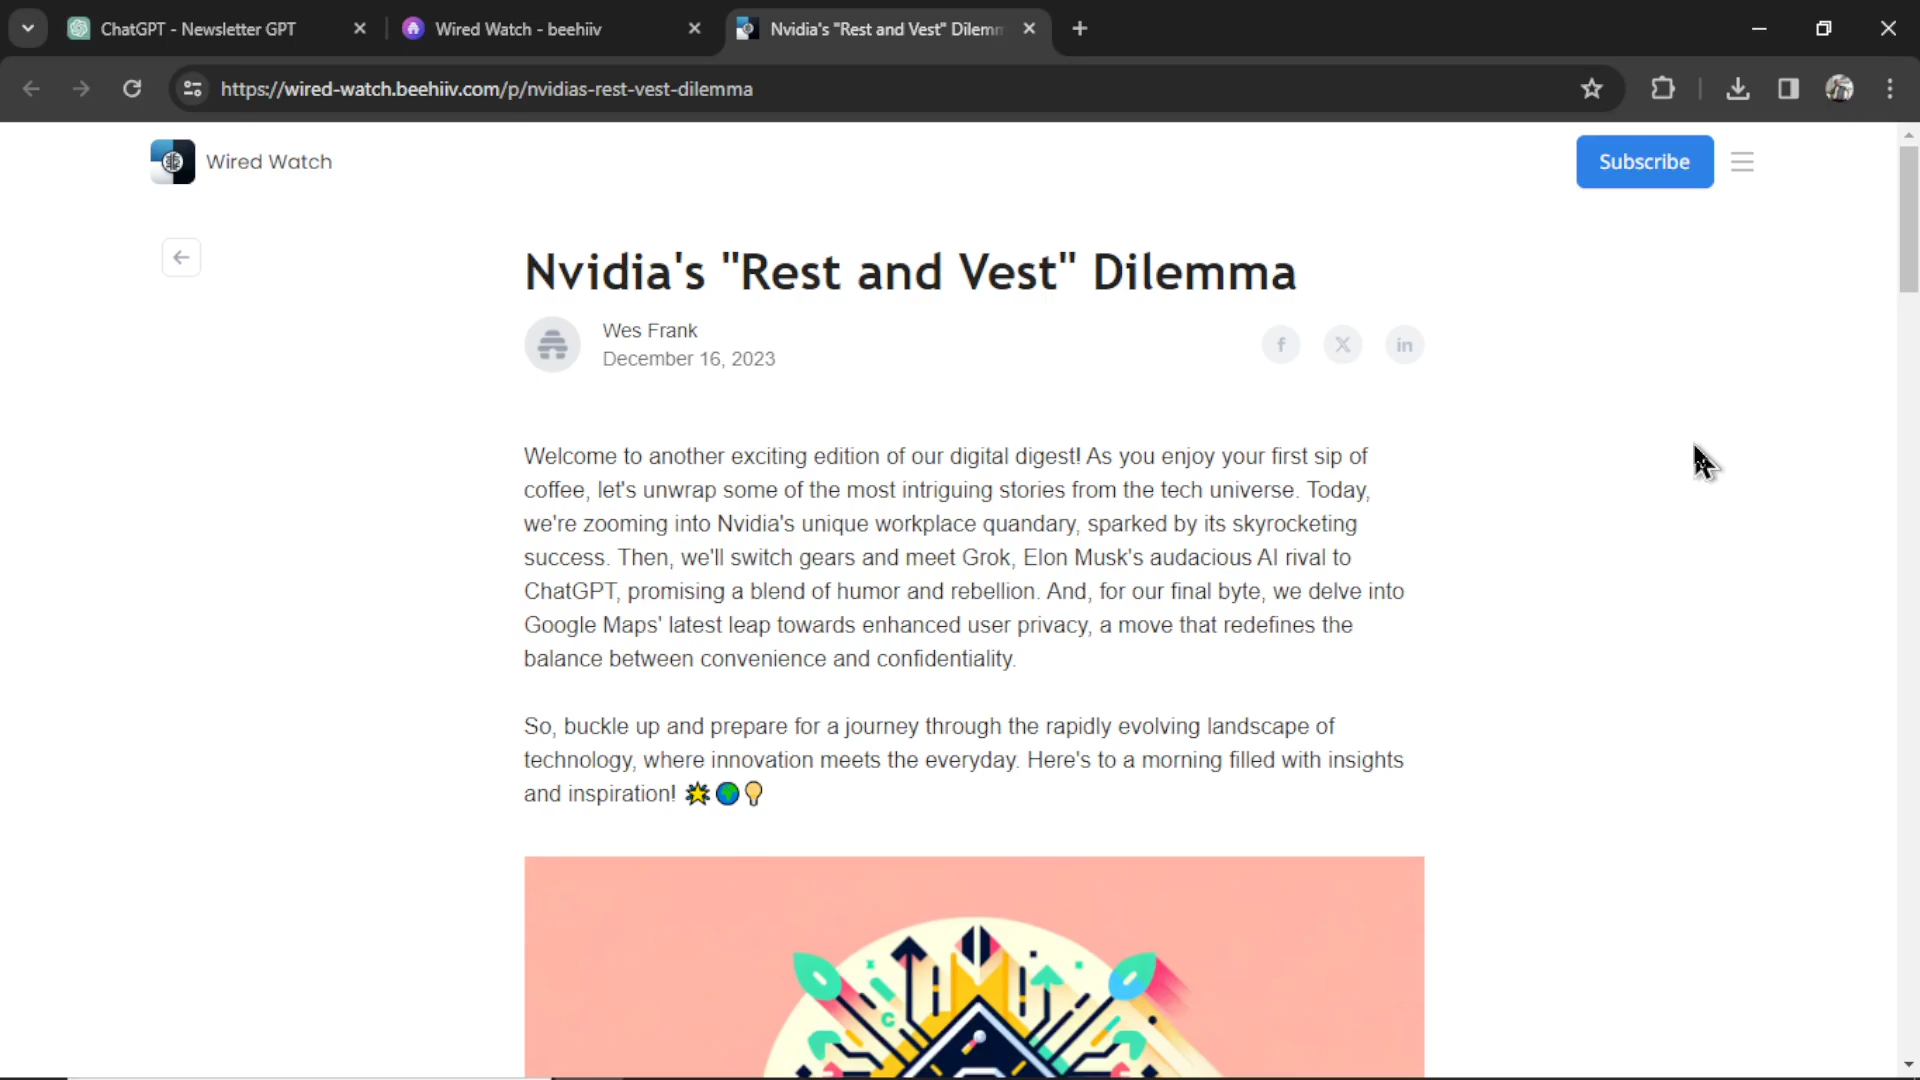 ChatGPT - Newsletter GPT
Wired Watch - beehiiv
Nvidia's "Rest and Vest" Dilem
https://wired-watch.beehiiv.com/p/nvidias-rest-vest-dilemma
Wired Watch
Subscribe
Nvidia's "Rest and Vest" Dilemma
Wes Frank
December 16, 2023
Welcome to another exciting edition of our digital digest! As you enjoy your first sip of
coffee, let's unwrap some of the most intriguing stories from the tech universe. Today,
we're zooming into Nvidia's unique workplace quandary, sparked by its skyrocketing
success. Then, we'll switch gears and meet Grok, Elon Musk's audacious AI rival to
ChatGPT, promising a blend of humor and rebellion. And, for our final byte, we delve into
Google Maps' latest leap towards enhanced user privacy, a move that redefines the
balance between convenience and confidentiality.
So, buckle up and prepare for a journey through the rapidly evolving landscape of
technology, where innovation meets the everyday. Here's to a morning filled with insights
and inspiration! 🌟🌍💡